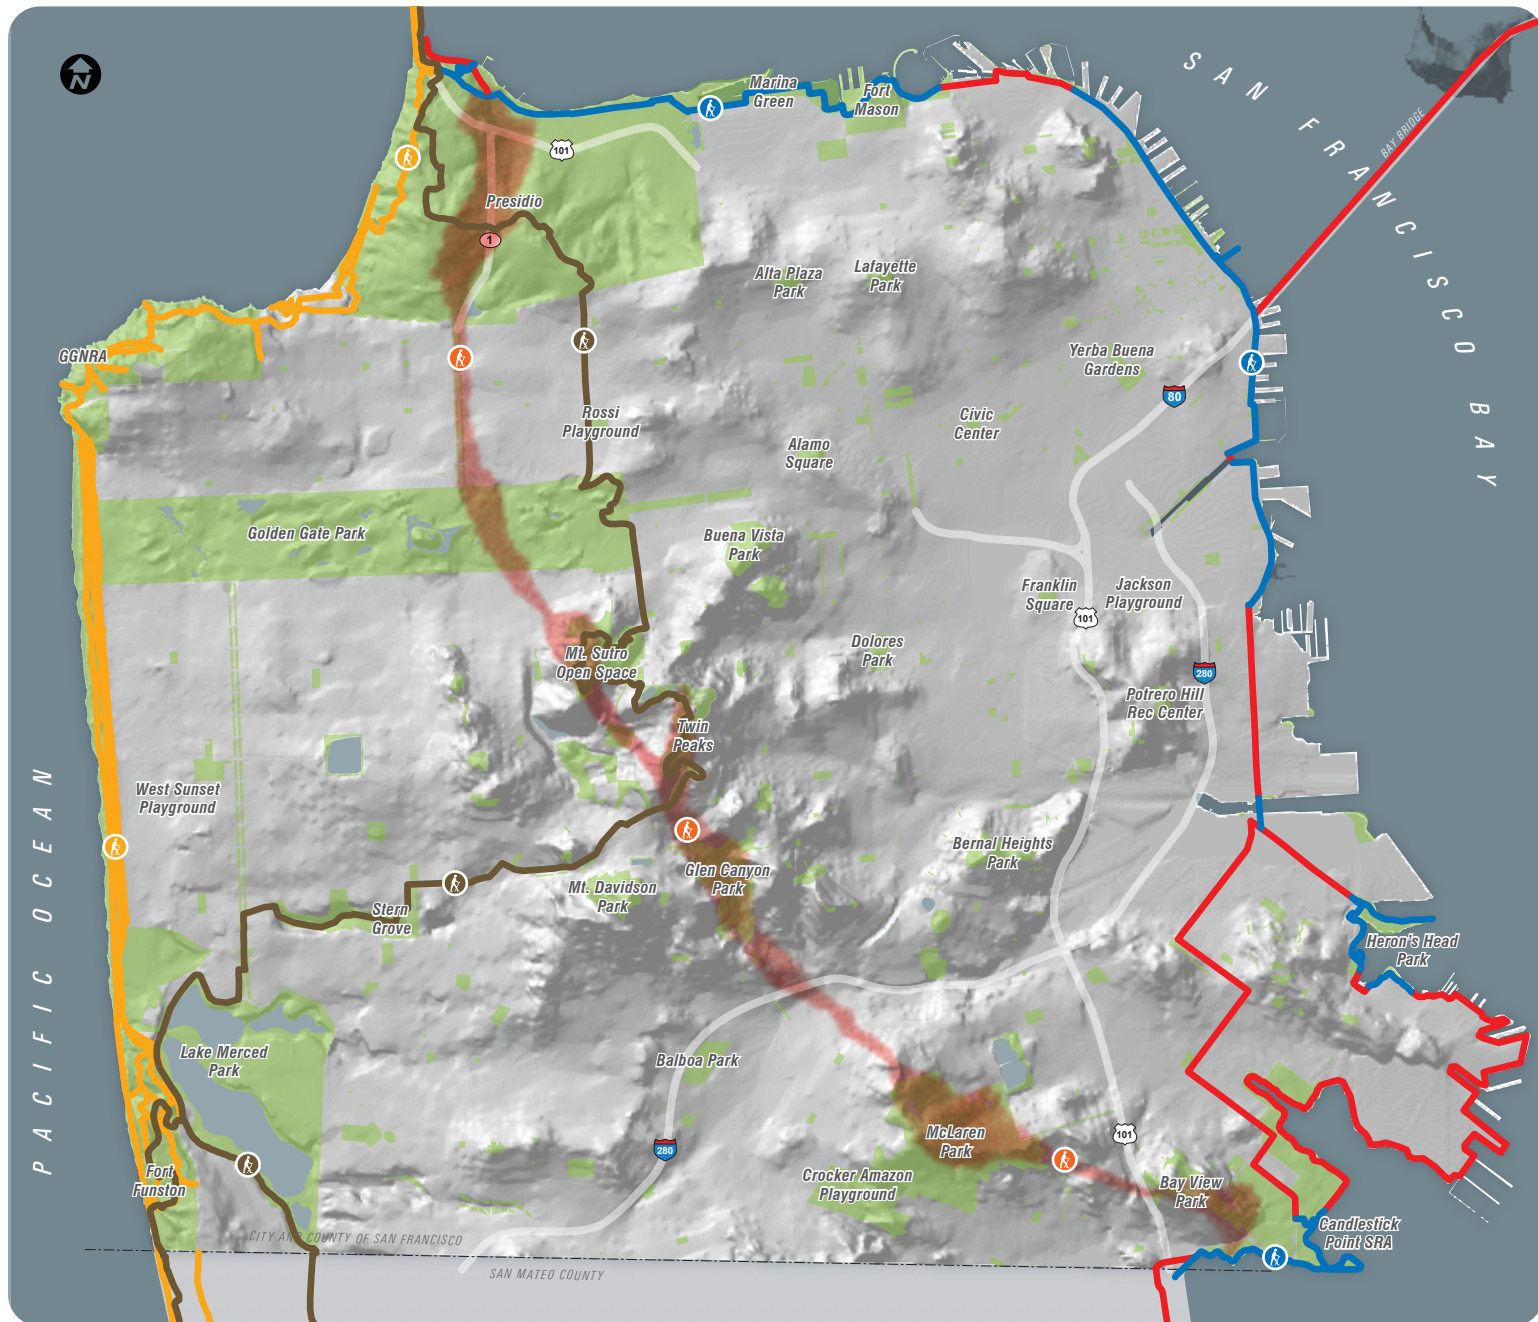 N
SAN FRANCISCO BAY
BAY BRIDGE
Marina
Green
Fort
Mason
101
Presidio
1
Alta Plaza
Park
Lafayette
Park
GGNRA
Yerba Buena
Gardens
80
Rossi
Playground
Civic
Center
Alamo
Square
Golden Gate Park
Buena Vista
Park
Franklin
Square
Jackson
Playground
101
Mt. Sutro
Open Space
Dolores
Park
280
Potrero Hill
Rec Center
Twin
Peaks
PACIFIC OCEAN
West Sunset
Playground
Bernal Heights
Park
Glen Canyon
Park
Mt. Davidson
Park
Stern
Grove
Heron's Head
Park
Lake Merced
Park
Balboa Park
McLaren
Park
101
280
Fort
Funston
Crocker Amazon
Playground
Bay View
Park
Candlestick
Point SRA
CITY AND COUNTY OF SAN FRANCISCO
SAN MATEO COUNTY